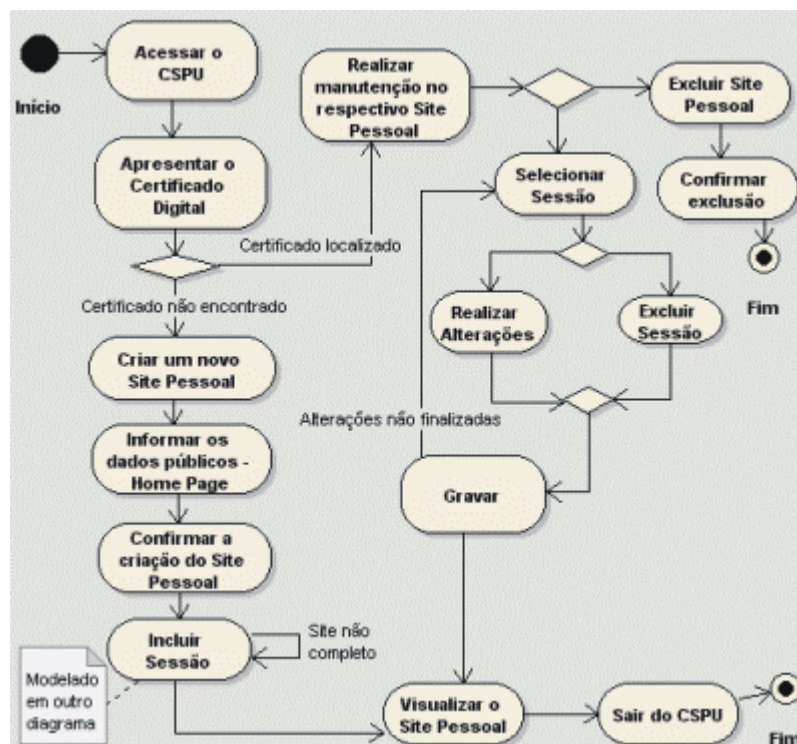 Início
Acessar o
CSPU
Apresentar o
Certificado
Digital
Certificado localizado
Certificado não encontrado
Realizar
manutenção no
respectivo Site
Pessoal
Excluir Site
Pessoal
Confirmar
exclusão
Fim
Selecionar
Sessão
Realizar
Alterações
Excluir
Sessão
Alterações não finalizadas
Gravar
Criar um novo
Site Pessoal
Informar os
dados públicos -
Home Page
Confirmar a
criação do Site
Pessoal
Incluir
Sessão
Site não
completo
Modelado
em outro
diagrama
Visualizar o
Site Pessoal
Sair do CSPU
Fim